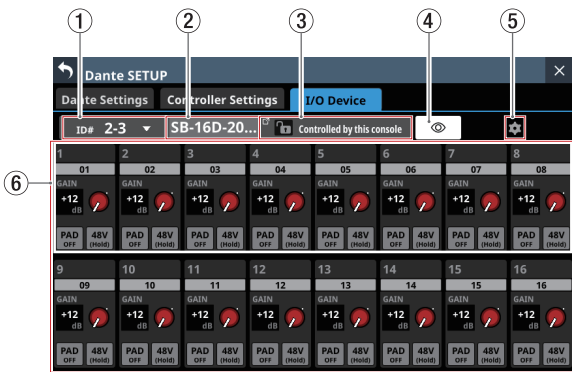 ① ② ③ ④ ⑤
Dante SETUP ×
Dante Settings Controller Settings I/O Device
ID# 2-3 ▼ SB-16D-20... Controlled by this console
⑥
1 2 3 4 5 6 7 8
01 02 03 04 05 06 07 08
GAIN GAIN GAIN GAIN GAIN GAIN GAIN GAIN
+12 +12 +12 +12 +12 +12 +12 +12
dB dB dB dB dB dB dB dB
PAD 48V PAD 48V PAD 48V PAD 48V PAD 48V PAD 48V PAD 48V PAD 48V
OFF (Hold) OFF (Hold) OFF (Hold) OFF (Hold) OFF (Hold) OFF (Hold) OFF (Hold) OFF (Hold)
9 10 11 12 13 14 15 16
09 10 11 12 13 14 15 16
GAIN GAIN GAIN GAIN GAIN GAIN GAIN GAIN
+12 +12 +12 +12 +12 +12 +12 +12
dB dB dB dB dB dB dB dB
PAD 48V PAD 48V PAD 48V PAD 48V PAD 48V PAD 48V PAD 48V PAD 48V
OFF (Hold) OFF (Hold) OFF (Hold) OFF (Hold) OFF (Hold) OFF (Hold) OFF (Hold) OFF (Hold)